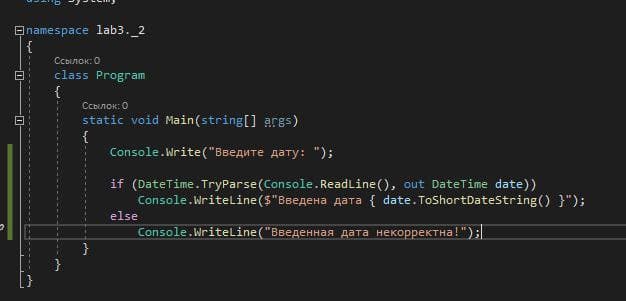 using System;
namespace lab3._2
{
Ссылок: 0
class Program
{
Ссылок: 0
static void Main(string[] args)
{
Console.Write("Введите дату: ");
if (DateTime.TryParse(Console.ReadLine(), out DateTime date))
Console.WriteLine($"Введена дата { date.ToShortDateString() }");
else
Console.WriteLine("Введенная дата некорректна!");
}
}
}